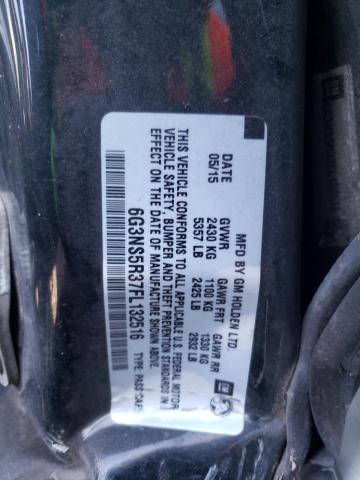 MFD BY GM HOLDEN LTD
DATE GVWR GAWR FRT GAWR RR
05/15 2430 KG 1100 KG 1330 KG
5357 LB 2425 LB 2932 LB
THIS VEHICLE CONFORMS TO ALL APPLICABLE U.S. FEDERAL MOTOR
VEHICLE SAFETY, BUMPER AND THEFT PREVENTION STANDARDS IN
EFFECT ON THE DATE OF MANUFACTURE SHOWN ABOVE.
6G3NS5R37FL132516 TYPE: PASS CAR
GM
GM